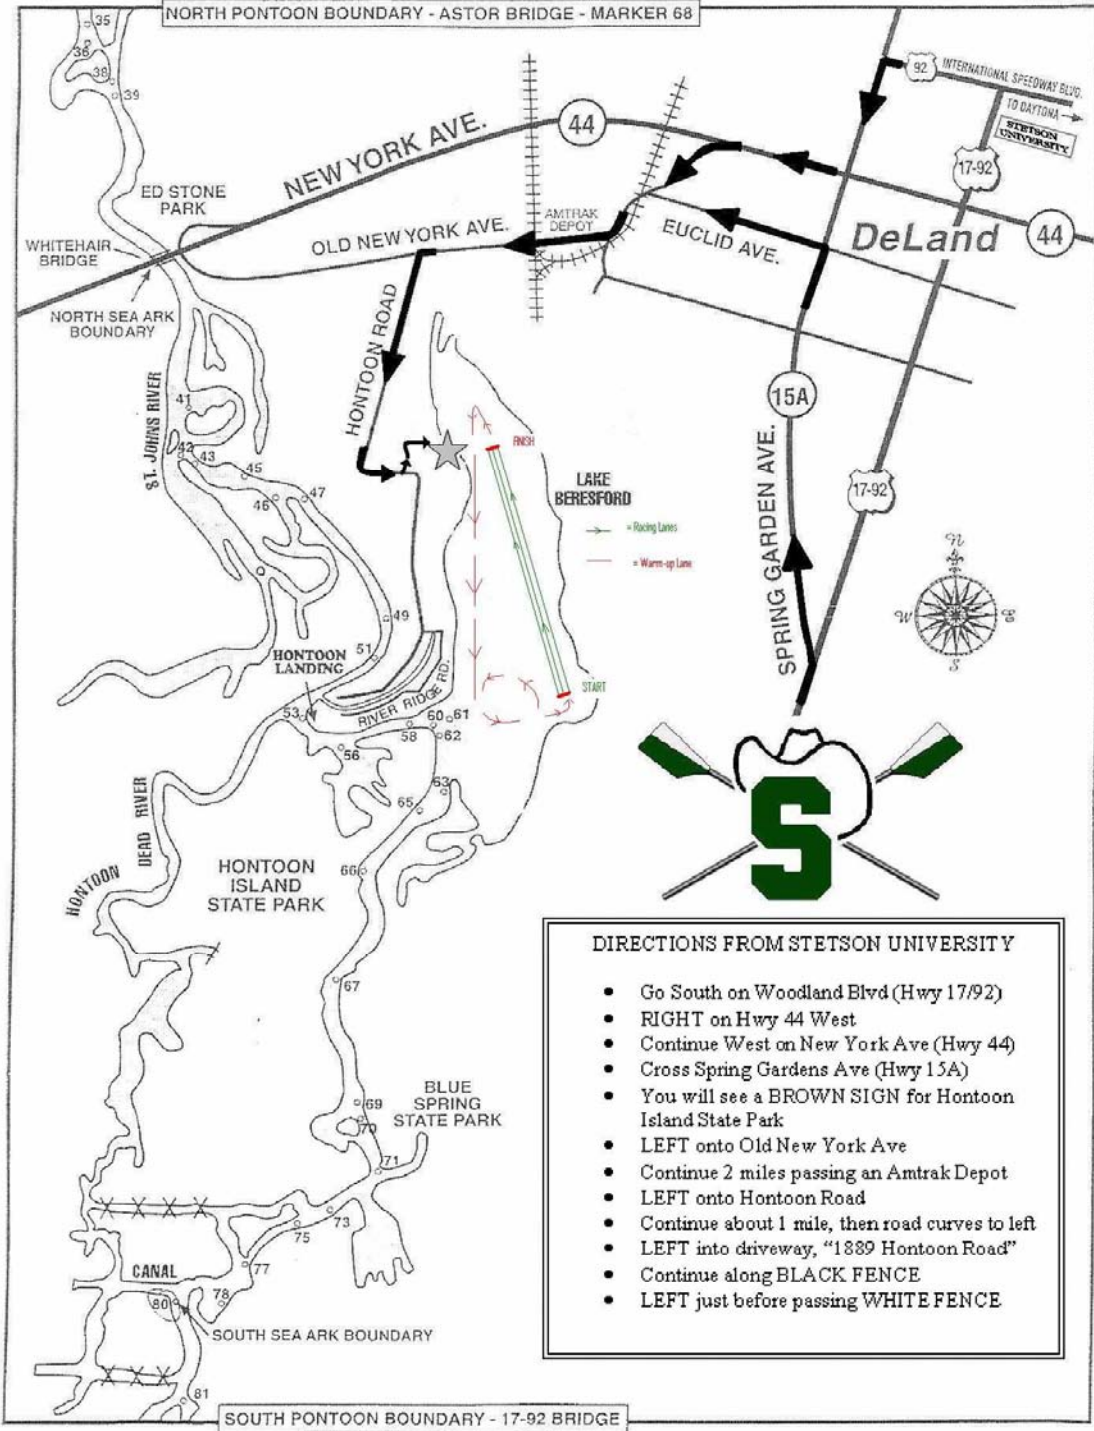 NORTH PONTOON BOUNDARY - ASTOR BRIDGE - MARKER 68
35
36
38
39
92
INTERNATIONAL SPEEDWAY BLVD.
TO DAYTONA
STETSON
UNIVERSITY
17-92
NEW YORK AVE.
44
ED STONE
PARK
OLD NEW YORK AVE.
AMTRAK
DEPOT
EUCLID AVE.
DeLand
44
WHITEHAIR
BRIDGE
NORTH SEA ARK
BOUNDARY
HONTOON ROAD
ST. JOHNS RIVER
15A
41
42
43
45
46
47
FINISH
LAKE
BERESFORD
= Racing Lanes
= Warm-up Lane
17-92
SPRING GARDEN AVE.
N
W
S
49
51
HONTOON
LANDING
RIVER RIDGE RD.
START
53
56
58
60
61
62
63
65
66
HONTOON DEAD RIVER
HONTOON
ISLAND
STATE PARK
S
67
69
70
71
BLUE
SPRING
STATE PARK
73
75
77
78
CANAL
80
SOUTH SEA ARK BOUNDARY
81
SOUTH PONTOON BOUNDARY - 17-92 BRIDGE
DIRECTIONS FROM STETSON UNIVERSITY
• Go South on Woodland Blvd (Hwy 17/92)
• RIGHT on Hwy 44 West
• Continue West on New York Ave (Hwy 44)
• Cross Spring Gardens Ave (Hwy 15A)
• You will see a BROWN SIGN for Hontoon
Island State Park
• LEFT onto Old New York Ave
• Continue 2 miles passing an Amtrak Depot
• LEFT onto Hontoon Road
• Continue about 1 mile, then road curves to left
• LEFT into driveway, “1889 Hontoon Road”
• Continue along BLACK FENCE
• LEFT just before passing WHITE FENCE